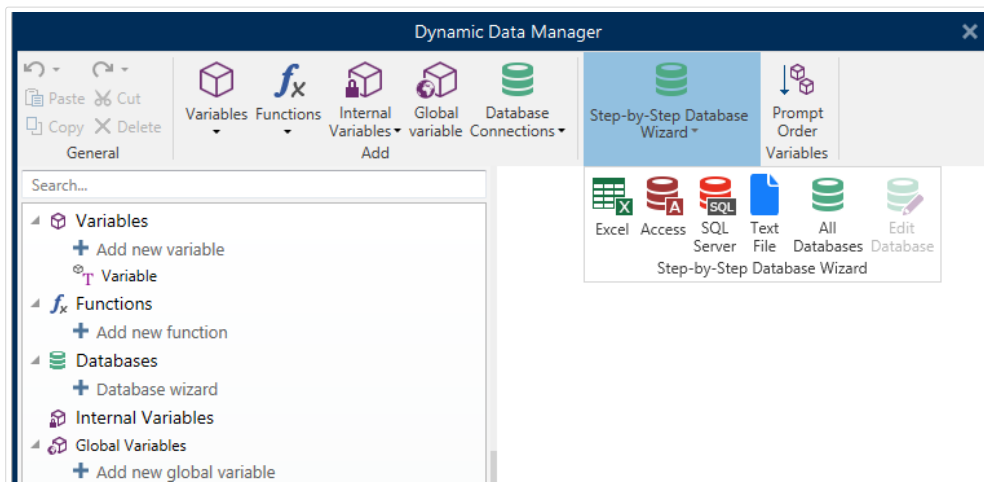 Dynamic Data Manager
Paste Cut
Copy Delete
General
Variables Functions Internal Variables Global variable Database Connections
Add
Step-by-Step Database Wizard
Prompt Order
Variables
Search...
Excel Access SQL Server Text File All Databases Edit Database
Step-by-Step Database Wizard
Variables
Add new variable
Variable
Functions
Add new function
Databases
Database wizard
Internal Variables
Global Variables
Add new global variable